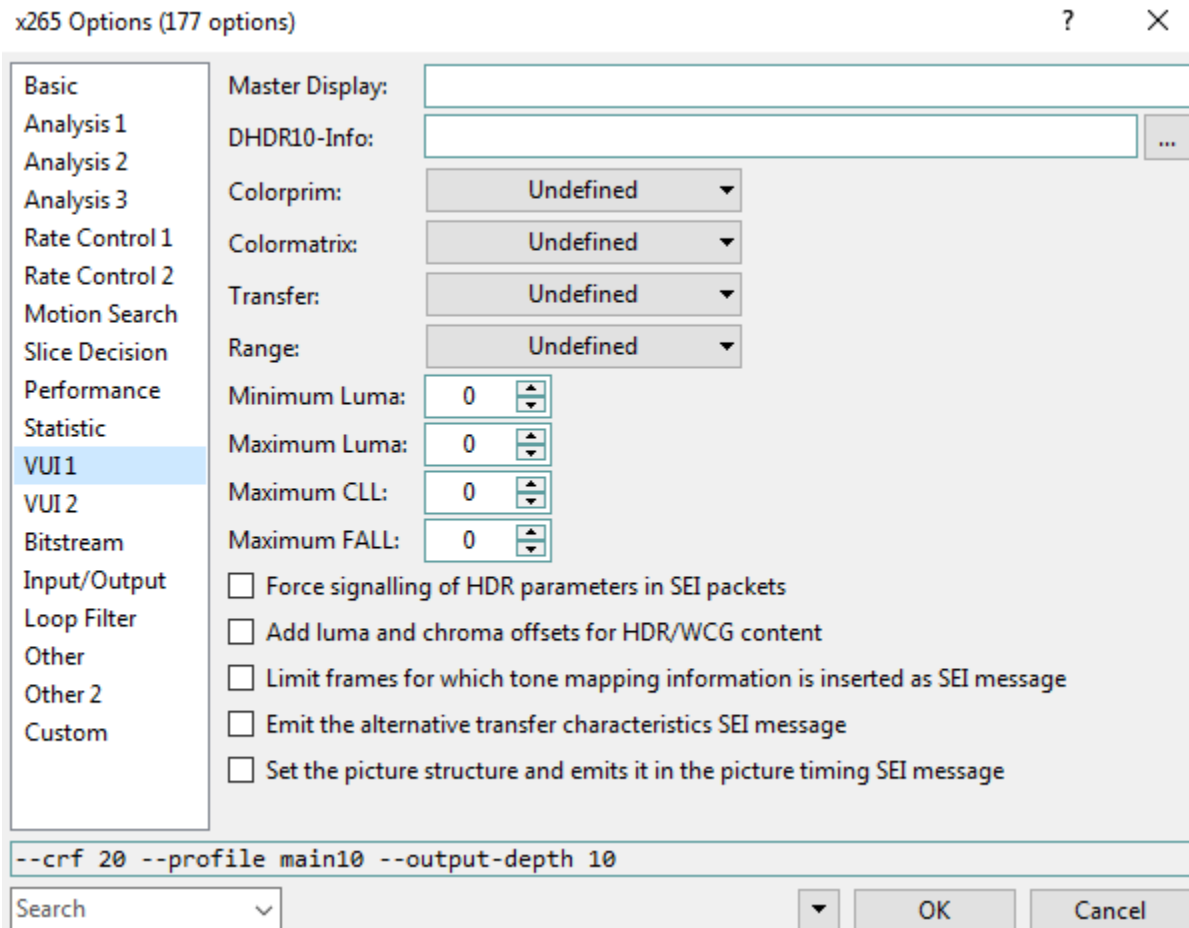 x265 Options (177 options)
?
Basic
Analysis 1
Analysis 2
Analysis 3
Rate Control 1
Rate Control 2
Motion Search
Slice Decision
Performance
Statistic
VUI 1
VUI 2
Bitstream
Input/Output
Loop Filter
Other
Other 2
Custom
Master Display:
DHDR10-Info:
...
Colorprim: Undefined
Colormatrix: Undefined
Transfer: Undefined
Range: Undefined
Minimum Luma: 0
Maximum Luma: 0
Maximum CLL: 0
Maximum FALL: 0
Force signalling of HDR parameters in SEI packets
Add luma and chroma offsets for HDR/WCG content
Limit frames for which tone mapping information is inserted as SEI message
Emit the alternative transfer characteristics SEI message
Set the picture structure and emits it in the picture timing SEI message
--crf 20 --profile main10 --output-depth 10
Search
OK
Cancel